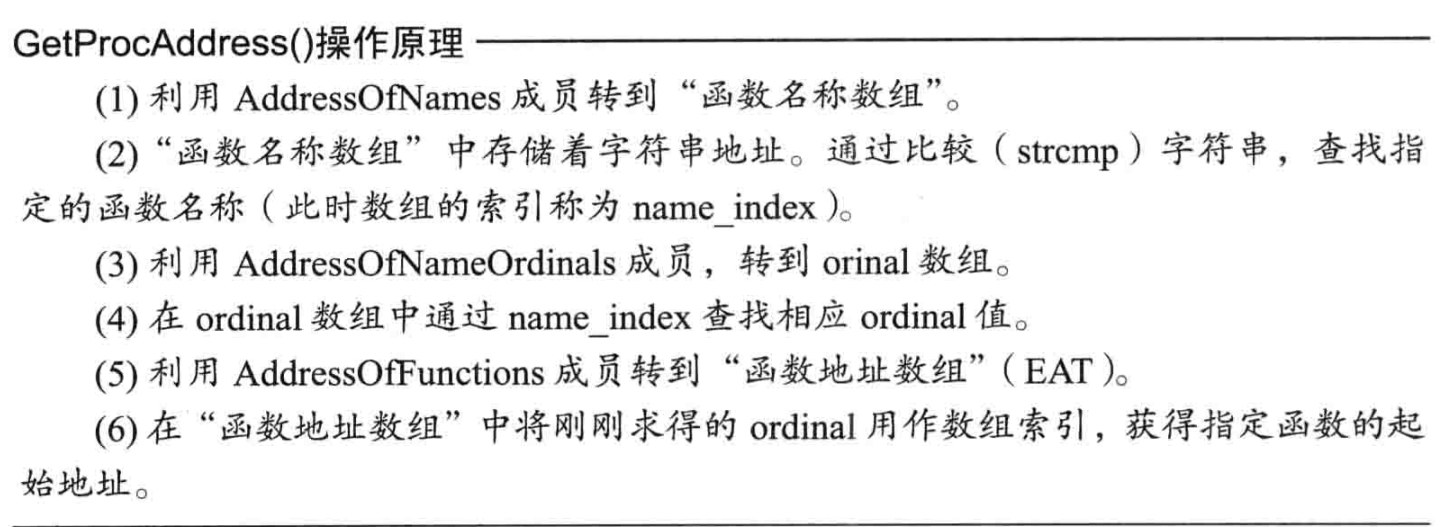 GetProcAddress()操作原理
(1) 利用 AddressOfNames 成员转到“函数名称数组”。
(2)“函数名称数组”中存储着字符串地址。通过比较（strcmp）字符串，查找指
定的函数名称（此时数组的索引称为 name_index）。
(3) 利用 AddressOfNameOrdinals 成员，转到 orinal 数组。
(4) 在 ordinal 数组中通过 name_index 查找相应 ordinal 值。
(5) 利用 AddressOfFunctions 成员转到“函数地址数组”（EAT）。
(6) 在“函数地址数组”中将刚刚求得的 ordinal 用作数组索引，获得指定函数的起
始地址。